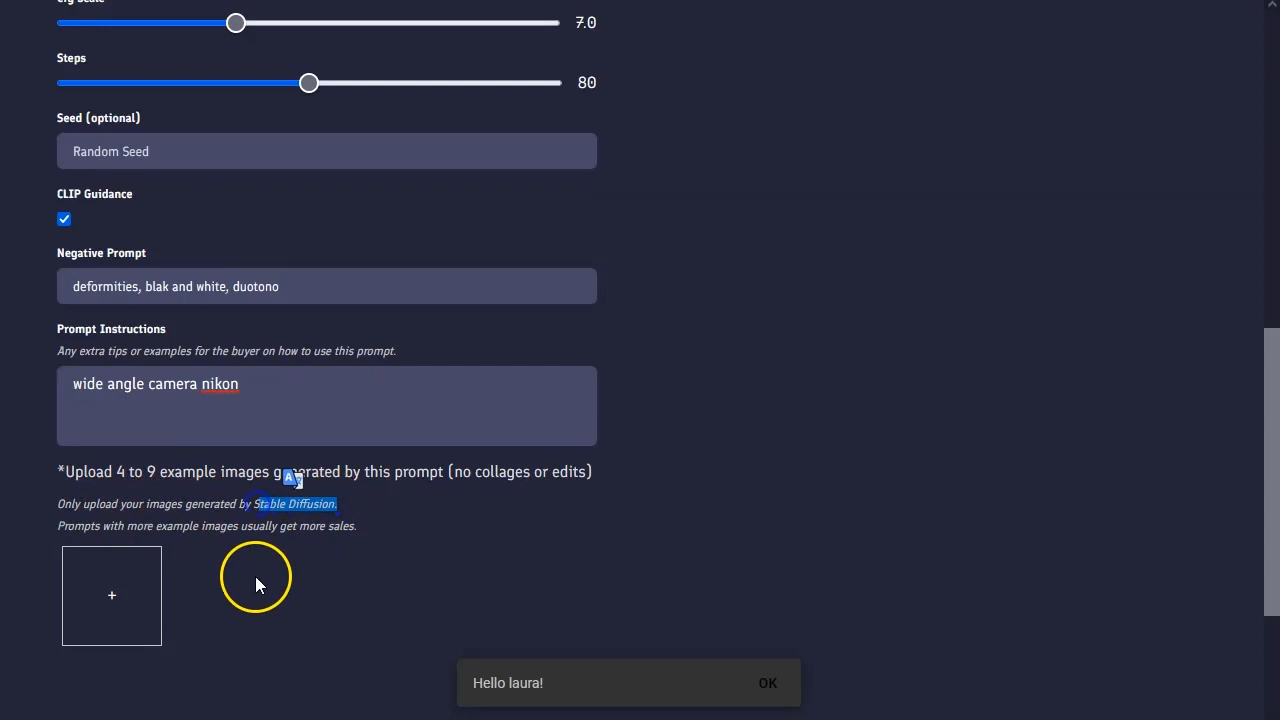 Cfg Scale
7.0
Steps
80
Seed (optional)
Random Seed
CLIP Guidance
Negative Prompt
deformities, blak and white, duotono
Prompt Instructions
Any extra tips or examples for the buyer on how to use this prompt.
wide angle camera nikon
*Upload 4 to 9 example images generated by this prompt (no collages or edits)
Only upload your images generated by Stable Diffusion.
Prompts with more example images usually get more sales.
+
Hello laura!
OK